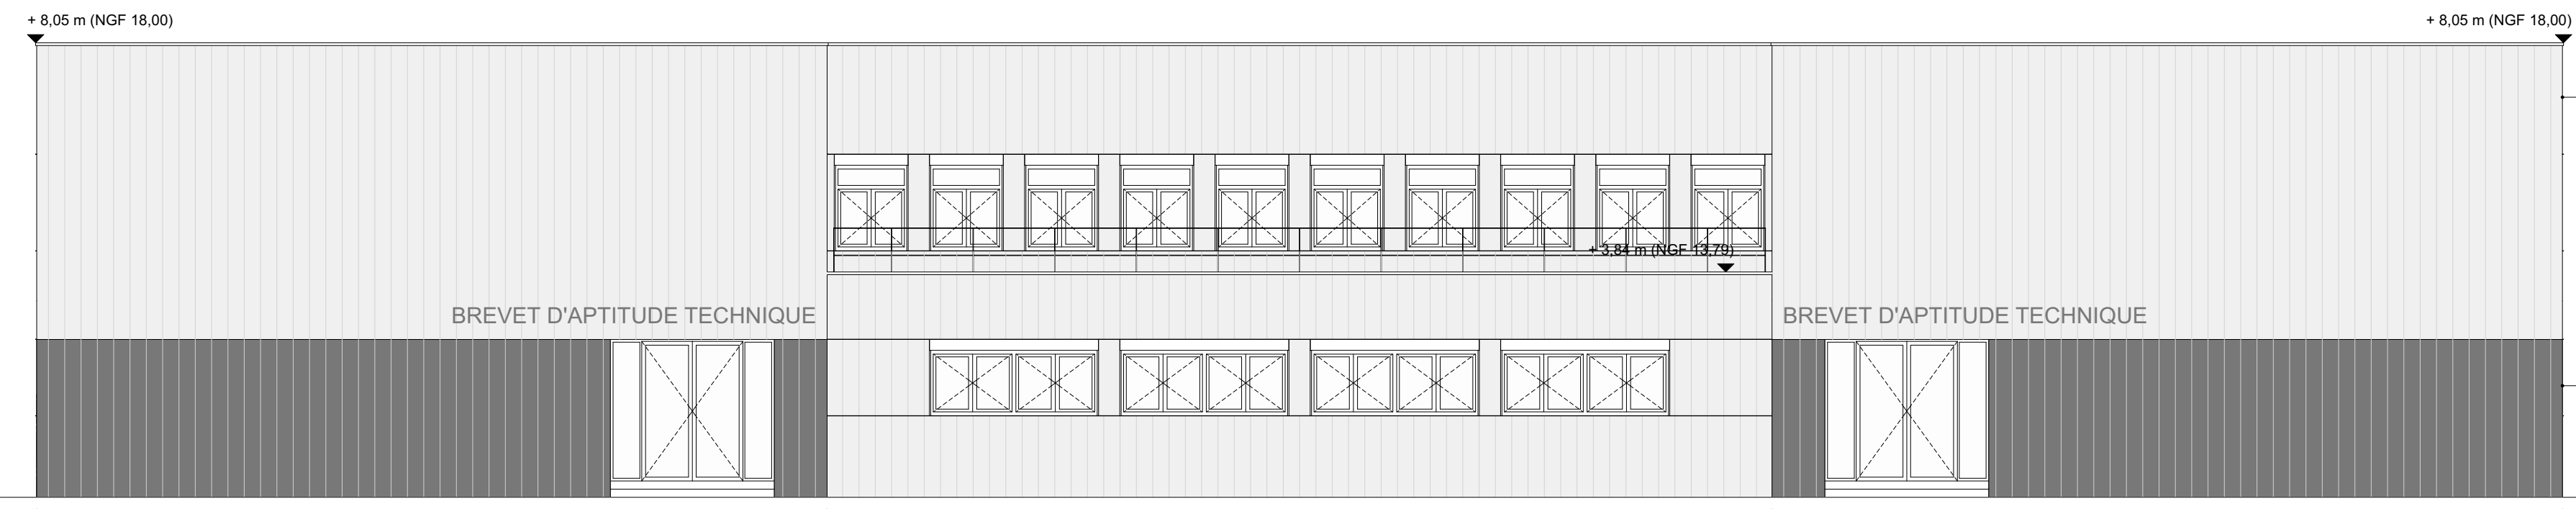 + 8,05 m (NGF 18,00)
+ 8,05 m (NGF 18,00)
+ 3,84 m (NGF 13,79)
BREVET D'APTITUDE TECHNIQUE
BREVET D'APTITUDE TECHNIQUE